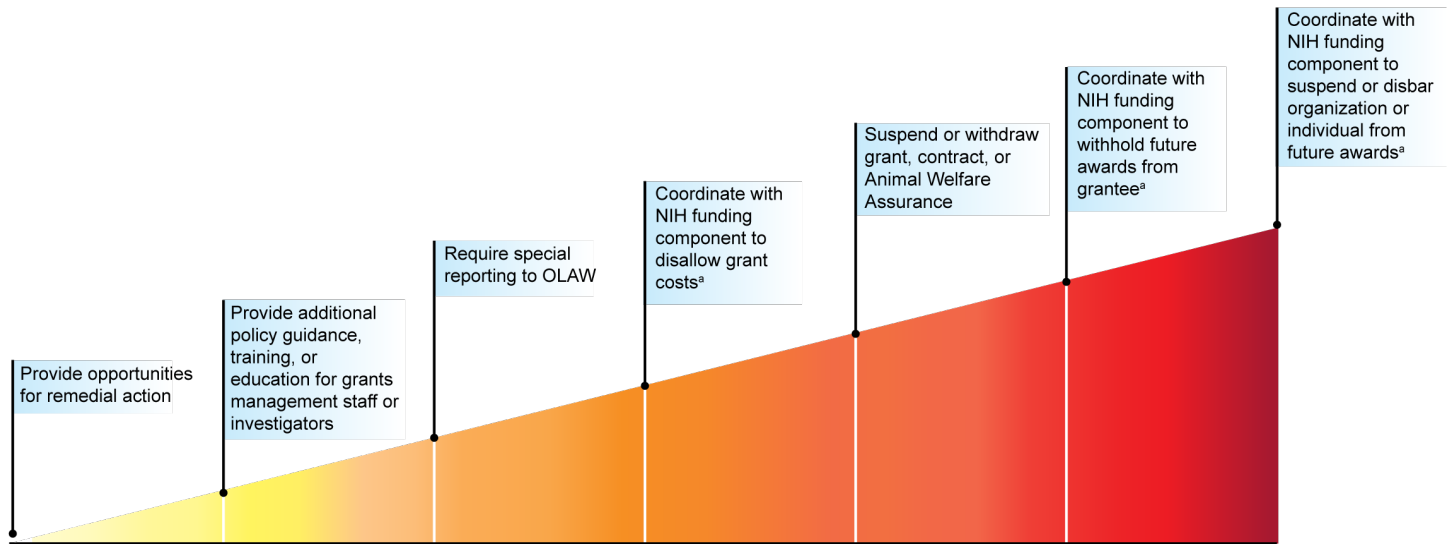 Provide opportunities
for remedial action
Provide additional
policy guidance,
training, or
education for grants
management staff or
investigators
Require special
reporting to OLAW
Coordinate with
NIH funding
component to
disallow grant
costsᵃ
Suspend or withdraw
grant, contract, or
Animal Welfare
Assurance
Coordinate with
NIH funding
component to
withhold future
awards from
granteeᵃ
Coordinate with
NIH funding
component to
suspend or disbar
organization or
individual from
future awardsᵃ